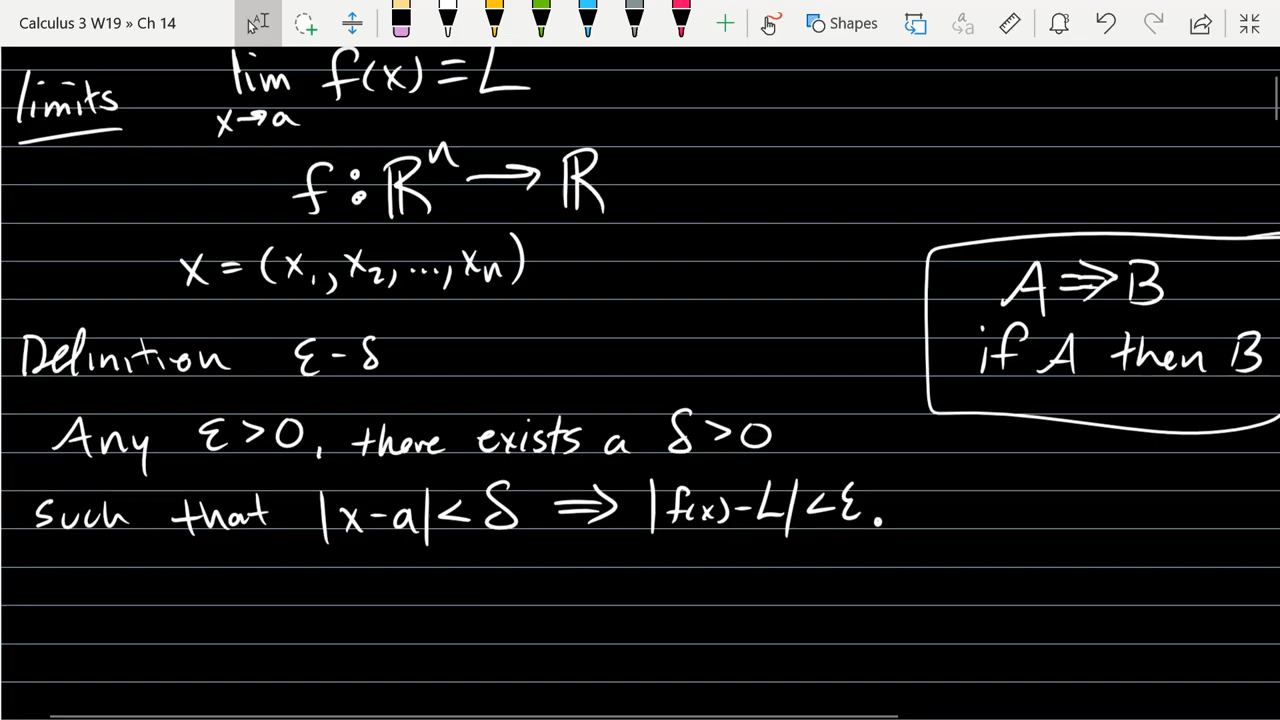 Calculus 3 W19 » Ch 14
Shapes
limits
lim f(x) = L
x→a
f : ℝⁿ → ℝ
x = (x₁, x₂, ..., xₙ)
A ⇒ B
if A then B
Definition ε - δ
Any ε > 0, there exists a δ > 0
such that |x-a| < δ ⇒ |f(x) - L| < ε.